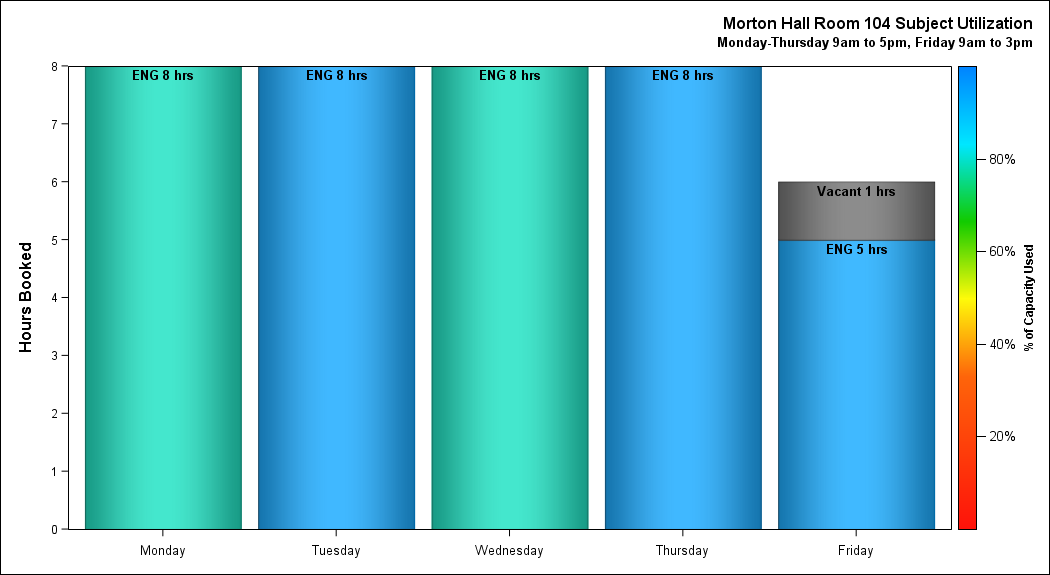 Morton Hall Room 104 Subject Utilization
Monday-Thursday 9am to 5pm, Friday 9am to 3pm
Hours Booked
8
7
6
5
4
3
2
1
0
ENG 8 hrs
ENG 8 hrs
ENG 8 hrs
ENG 8 hrs
Vacant 1 hrs
ENG 5 hrs
Monday
Tuesday
Wednesday
Thursday
Friday
80%
60%
40%
20%
% of Capacity Used